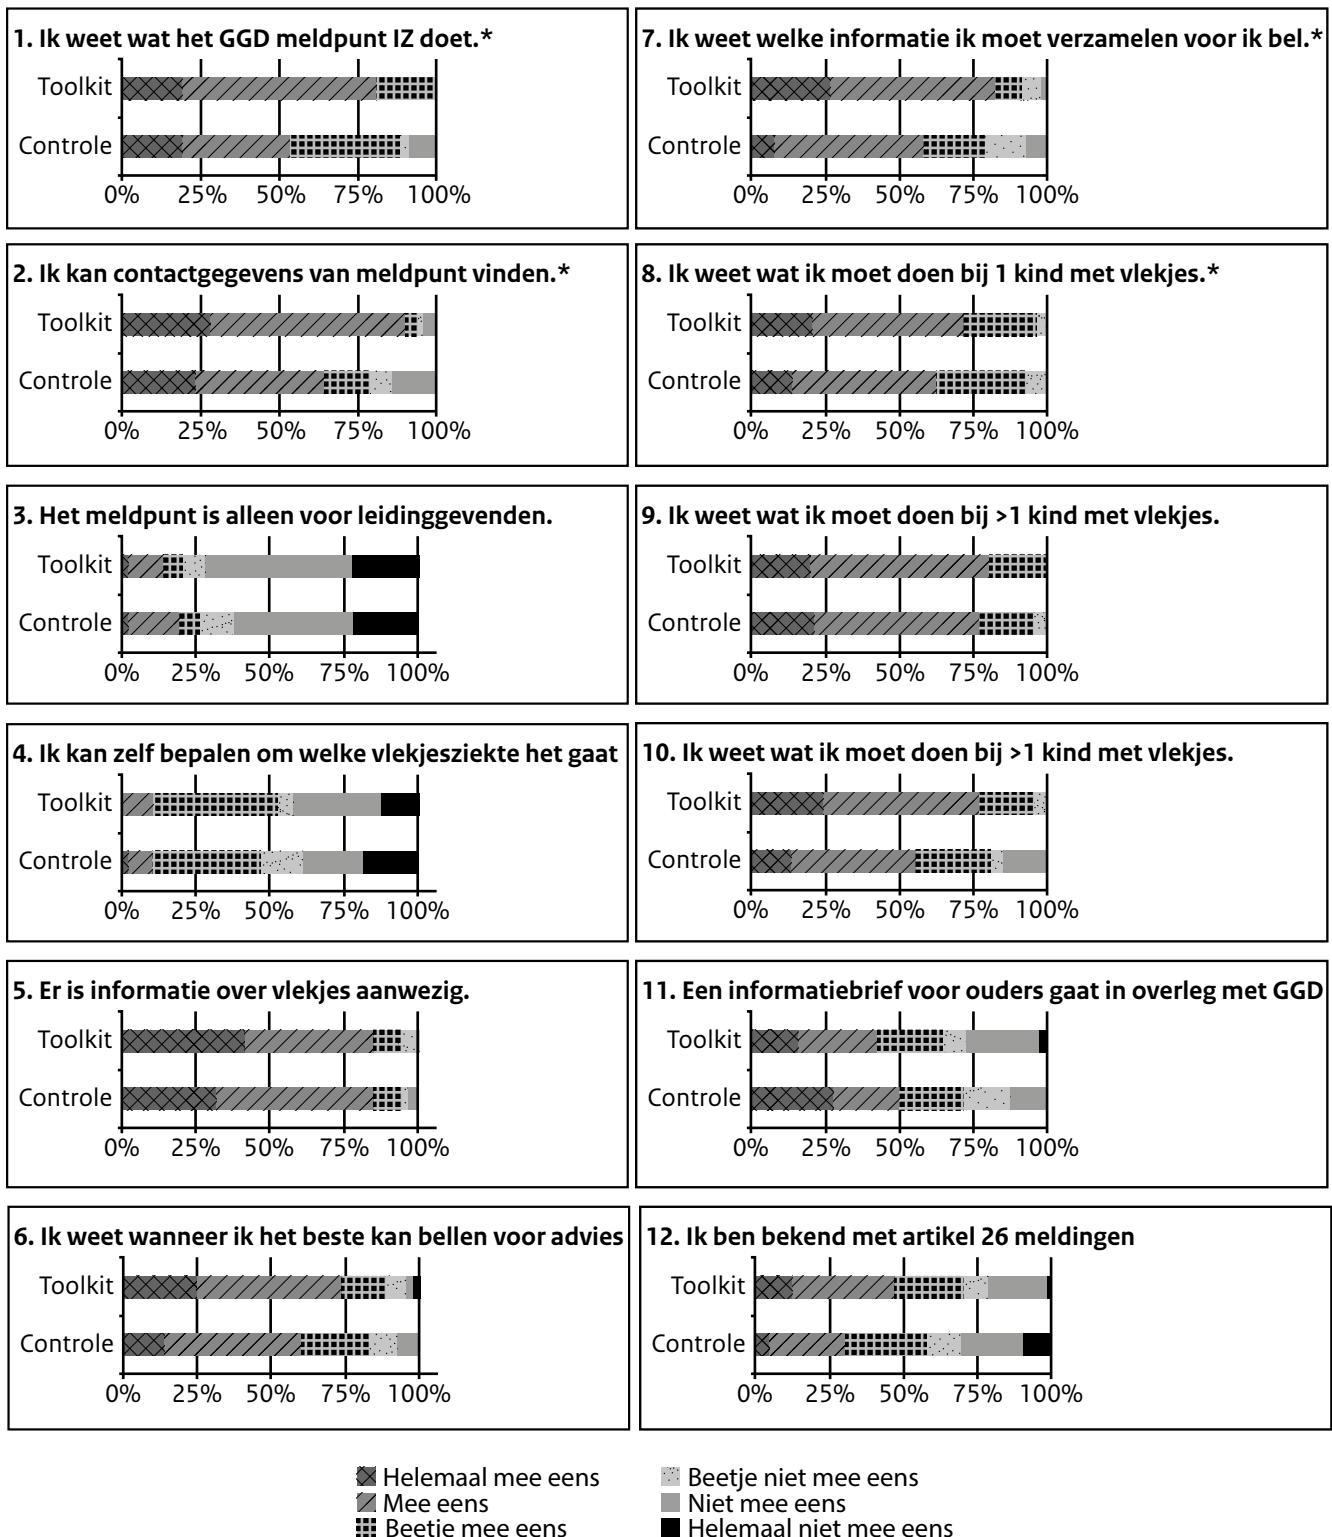 1. Ik weet wat het GGD meldpunt IZ doet.*
Toolkit
Controle
0% 25% 50% 75% 100%
2. Ik kan contactgegevens van meldpunt vinden.*
Toolkit
Controle
0% 25% 50% 75% 100%
3. Het meldpunt is alleen voor leidinggevenden.
Toolkit
Controle
0% 25% 50% 75% 100%
4. Ik kan zelf bepalen om welke vlekjesziekte het gaat
Toolkit
Controle
0% 25% 50% 75% 100%
5. Er is informatie over vlekjes aanwezig.
Toolkit
Controle
0% 25% 50% 75% 100%
6. Ik weet wanneer ik het beste kan bellen voor advies
Toolkit
Controle
0% 25% 50% 75% 100%
7. Ik weet welke informatie ik moet verzamelen voor ik bel.*
Toolkit
Controle
0% 25% 50% 75% 100%
8. Ik weet wat ik moet doen bij 1 kind met vlekjes.*
Toolkit
Controle
0% 25% 50% 75% 100%
9. Ik weet wat ik moet doen bij >1 kind met vlekjes.
Toolkit
Controle
0% 25% 50% 75% 100%
10. Ik weet wat ik moet doen bij >1 kind met vlekjes.
Toolkit
Controle
0% 25% 50% 75% 100%
11. Een informatiebrief voor ouders gaat in overleg met GGD
Toolkit
Controle
0% 25% 50% 75% 100%
12. Ik ben bekend met artikel 26 meldingen
Toolkit
Controle
0% 25% 50% 75% 100%
Helemaal mee eens
Mee eens
Beetje mee eens
Beetje niet mee eens
Niet mee eens
Helemaal niet mee eens